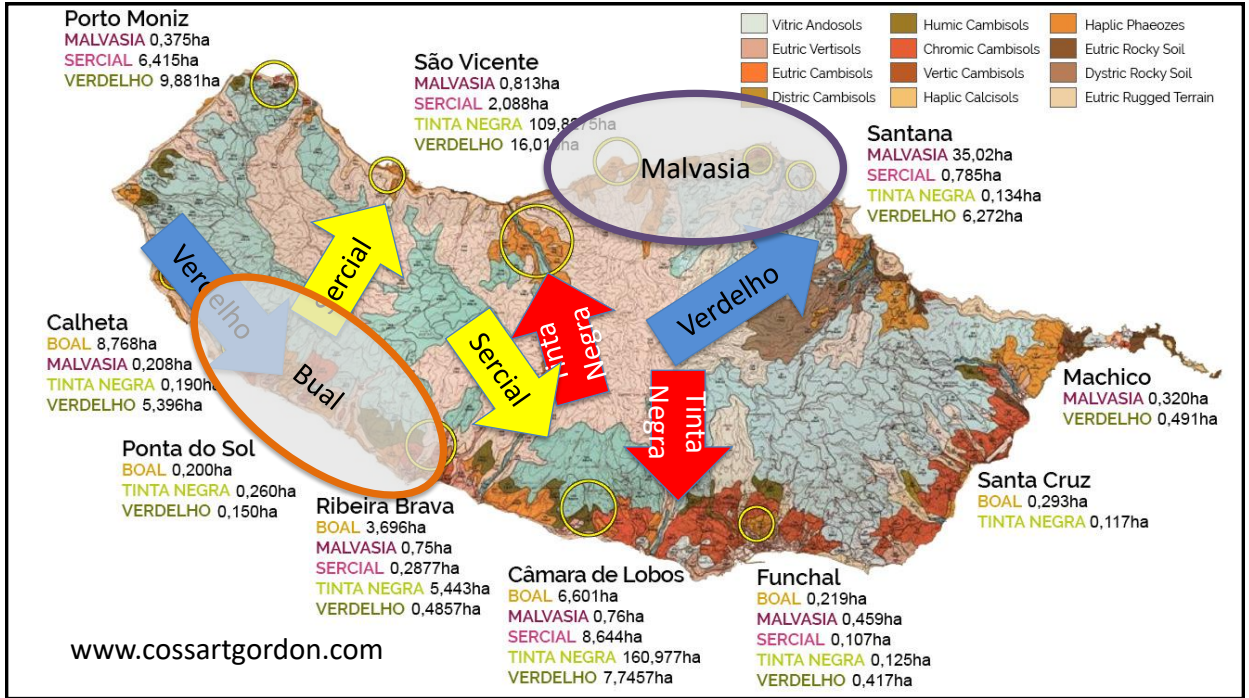 Porto Moniz
MALVASIA 0,375ha
SERCIAL 6,415ha
VERDELHO 9,881ha
São Vicente
MALVASIA 0,813ha
SERCIAL 2,088ha
TINTA NEGRA
VERDELHO
Vitric Andosols
Eutric Vertisols
Eutric Cambisols
Distric Cambisols
Humic Cambisols
Chromic Cambisols
Vertic Cambisols
Haplic Calcisols
Haplic Phaeozes
Eutric Rocky Soil
Dystric Rocky Soil
Eutric Rugged Terrain
Malvasia
Santana
MALVASIA 35,02ha
SERCIAL 0,785ha
TINTA NEGRA 0,134ha
VERDELHO 6,272ha
Verdelho
Sercial
Bual
Sercial
Tinta
Negra
Verdelho
Tinta
Negra
Calheta
BOAL 8,768ha
MALVASIA 0,208ha
TINTA NEGRA 0,190ha
VERDELHO 5,396ha
Machico
MALVASIA 0,320ha
VERDELHO 0,491ha
Ponta do Sol
BOAL 0,200ha
TINTA NEGRA 0,260ha
VERDELHO 0,150ha
Santa Cruz
BOAL 0,293ha
TINTA NEGRA 0,117ha
Ribeira Brava
BOAL 3,696ha
MALVASIA 0,75ha
SERCIAL 0,2877ha
TINTA NEGRA 5,443ha
VERDELHO 0,4857ha
Câmara de Lobos
BOAL 6,601ha
MALVASIA 0,76ha
SERCIAL 8,644ha
TINTA NEGRA 160,977ha
VERDELHO 7,7457ha
Funchal
BOAL 0,219ha
MALVASIA 0,459ha
SERCIAL 0,107ha
TINTA NEGRA 0,125ha
VERDELHO 0,417ha
www.cossartgordon.com